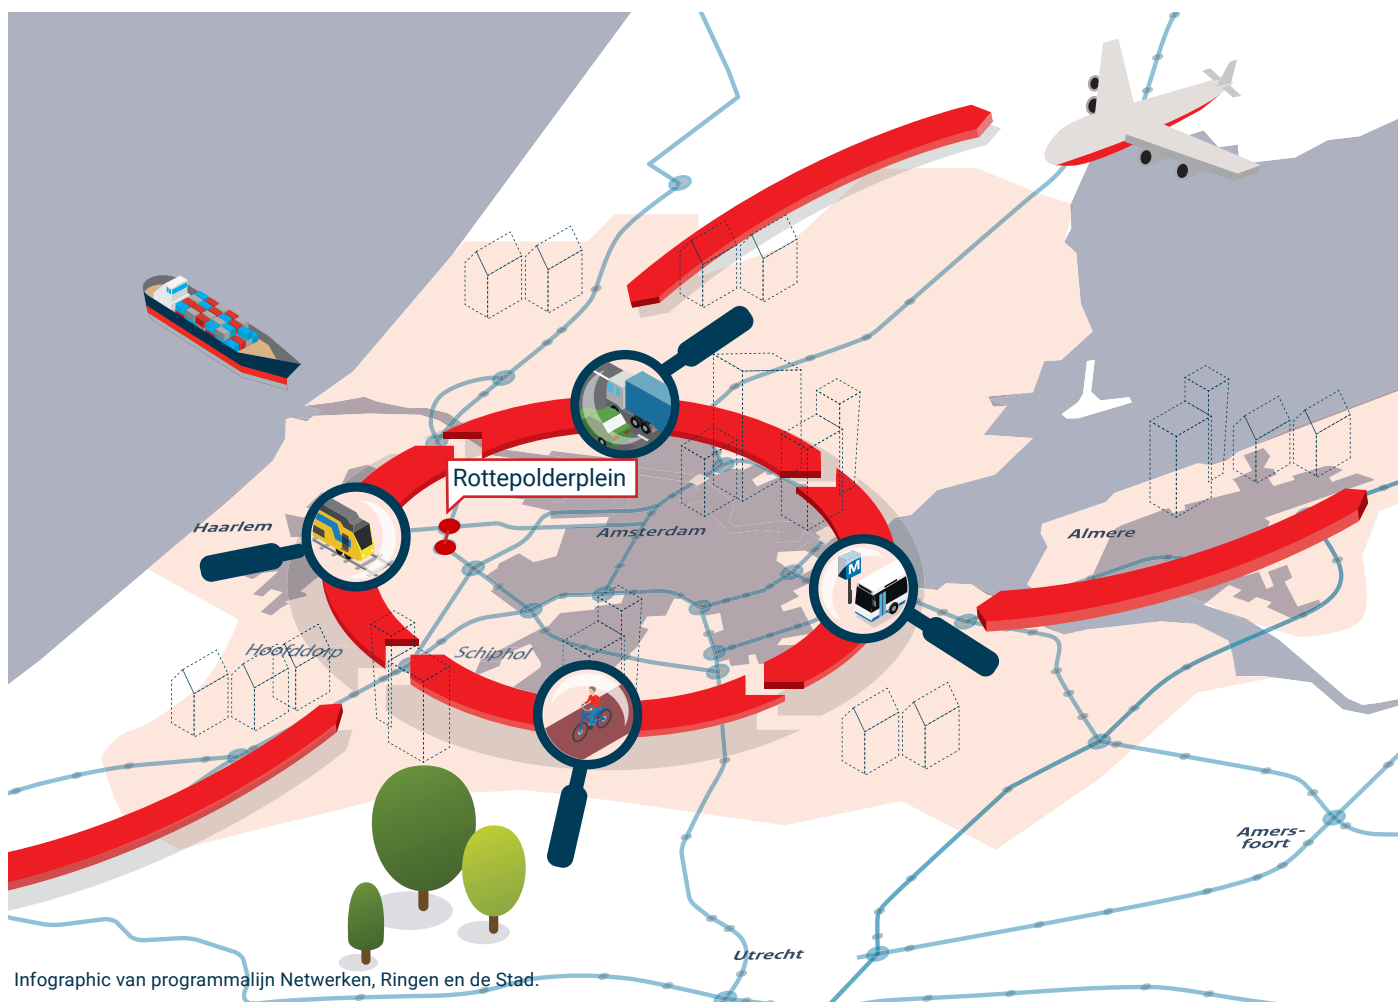 Rottepolderplein
Haarlem
Amsterdam
Almere
M
Hoofddorp
Schiphol
Amers-
foort
Utrecht
Infographic van programmalijn Netwerken, Ringen en de Stad.